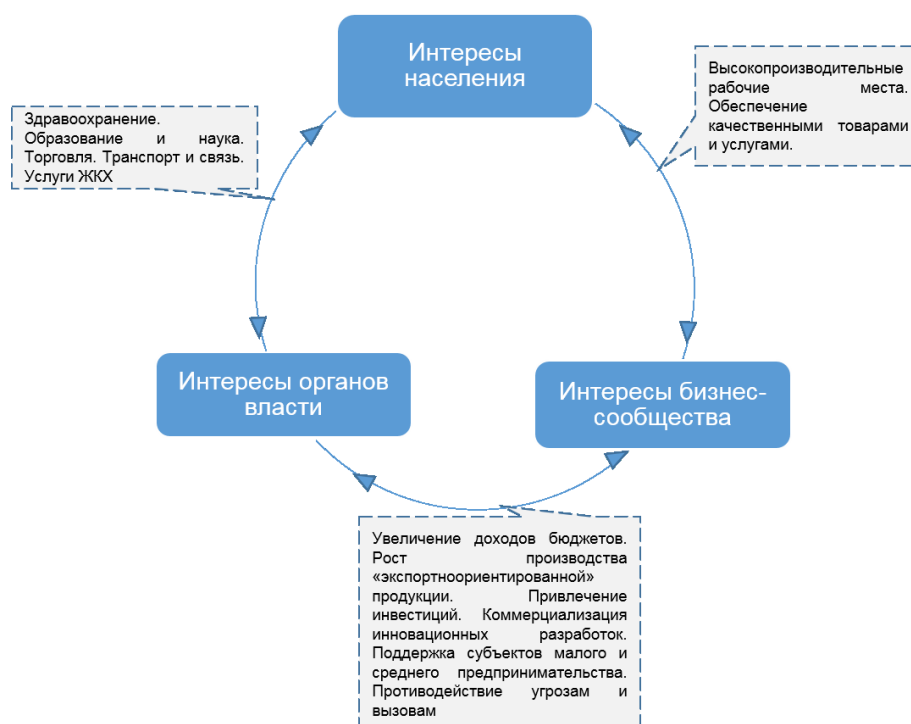 Интересы
населения
Здравоохранение.
Образование и наука.
Торговля. Транспорт и связь.
Услуги ЖКХ
Высокопроизводительные
рабочие места.
Обеспечение
качественными товарами
и услугами.
Интересы органов
власти
Интересы бизнес-
сообщества
Увеличение доходов бюджетов.
Рост производства
«экспортноориентированной»
продукции. Привлечение
инвестиций. Коммерциализация
инновационных разработок.
Поддержка субъектов малого и
среднего предпринимательства.
Противодействие угрозам и
вызовам